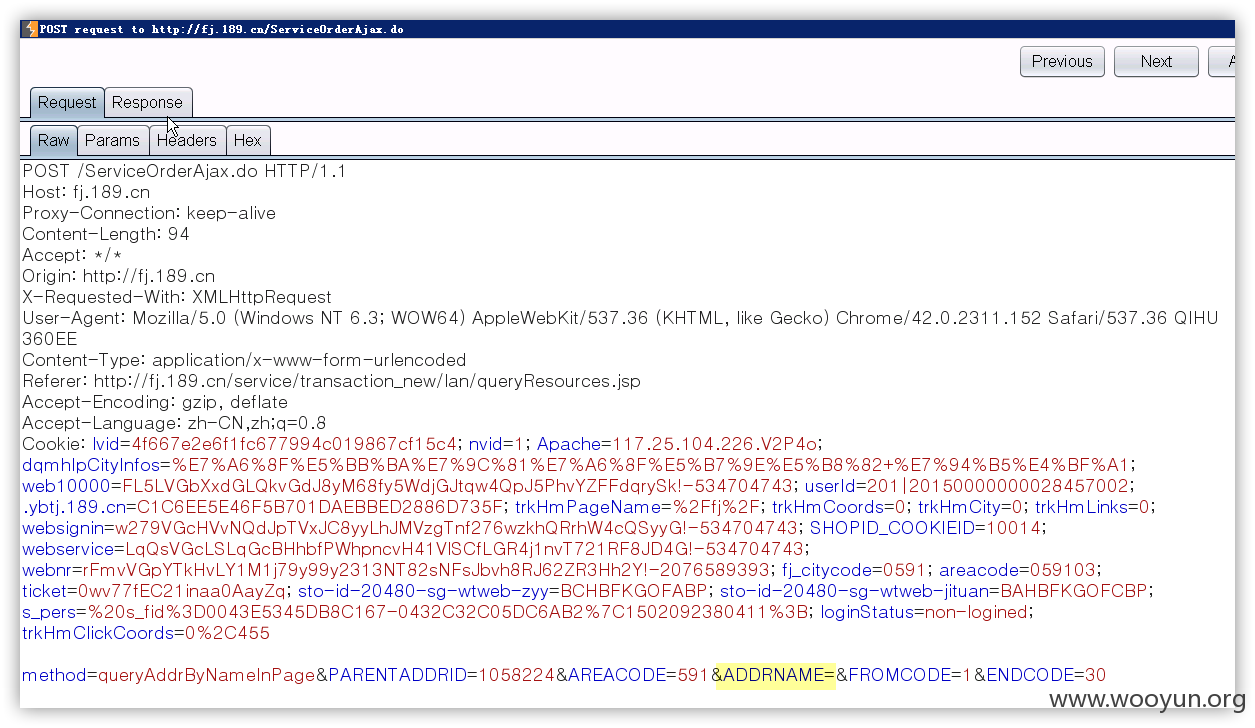 POST request to http://fj.189.cn/ServiceOrderAjax.do
Previous
Next
A
Request
Response
Raw
Params
Headers
Hex
POST /ServiceOrderAjax.do HTTP/1.1
Host: fj.189.cn
Proxy-Connection: keep-alive
Content-Length: 94
Accept: */*
Origin: http://fj.189.cn
X-Requested-With: XMLHttpRequest
User-Agent: Mozilla/5.0 (Windows NT 6.3; WOW64) AppleWebKit/537.36 (KHTML, like Gecko) Chrome/42.0.2311.152 Safari/537.36 QIHU
360EE
Content-Type: application/x-www-form-urlencoded
Referer: http://fj.189.cn/service/transaction_new/lan/queryResources.jsp
Accept-Encoding: gzip, deflate
Accept-Language: zh-CN,zh;q=0.8
Cookie: lvid=4f667e2e6f1fc677994c019867cf15c4; nvid=1; Apache=117.25.104.226.V2P4o;
dqmhIpCityInfos=%E7%A6%8F%E5%BB%BA%E7%9C%81%E7%A6%8F%E5%B7%9E%E5%B8%82+%E7%94%B5%E4%BF%A1;
web10000=FL5LVGbXxdGLQkvGdJ8yM68fy5WdjGJtqw4QpJ5PhvYZFFdqrySk!-534704743; userId=201|20150000000028457002;
.ybtj.189.cn=C1C6EE5E46F5B701DAEBBED2886D735F; trkHmPageName=%2Ffj%2F; trkHmCoords=0; trkHmCity=0; trkHmLinks=0;
websignin=w279VGcHVvNQdJpTVxJC8yyLhJMVzgTnf276wzkhQRrhW4cQSyyG!-534704743; SHOPID_COOKIEID=10014;
webservice=LqQsVGcLSLqGcBHhbfPWhpncvH41VlSCfLGR4j1nvT721RF8JD4G!-534704743;
webnr=rFmvVGpYTkHvLY1M1j79y99y2313NT82sNFsJbvh8RJ62ZR3Hh2Y!-2076589393; fj_citycode=0591; areacode=059103;
ticket=0wv77fEC21inaa0AayZq; sto-id-20480-sg-wtweb-zyy=BCHBFKGOFABP; sto-id-20480-sg-wtweb-jituan=BAHBFKGOFCBP;
s_pers=%20s_fid%3D0043E5345DB8C167-0432C32C05DC6AB2%7C1502092380411%3B; loginStatus=non-logined;
trkHmClickCoords=0%2C455
method=queryAddrByNameInPage&PARENTADDRID=1058224&AREACODE=591&ADDRNAME=&FROMCODE=1&ENDCODE=30
www.wooyun.org